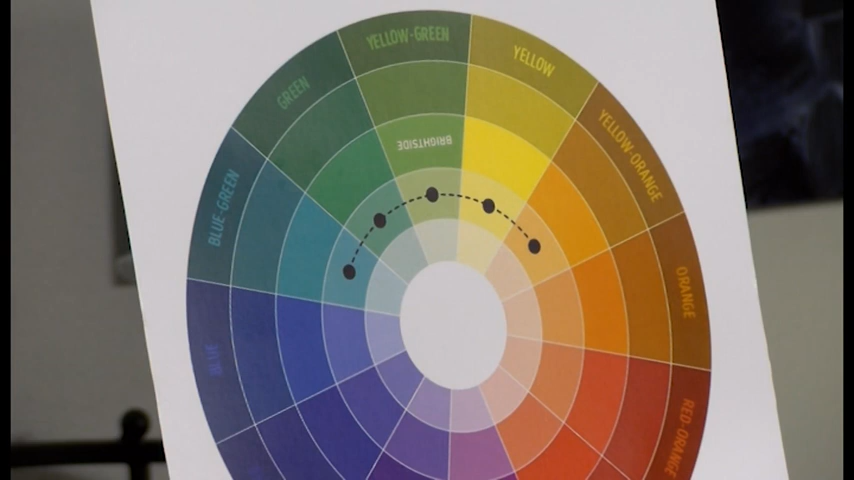 YELLOW-GREEN
YELLOW
GREEN
YELLOW-ORANGE
BRIGHTSIDE
BLUE-GREEN
ORANGE
BLUE
RED-ORANGE